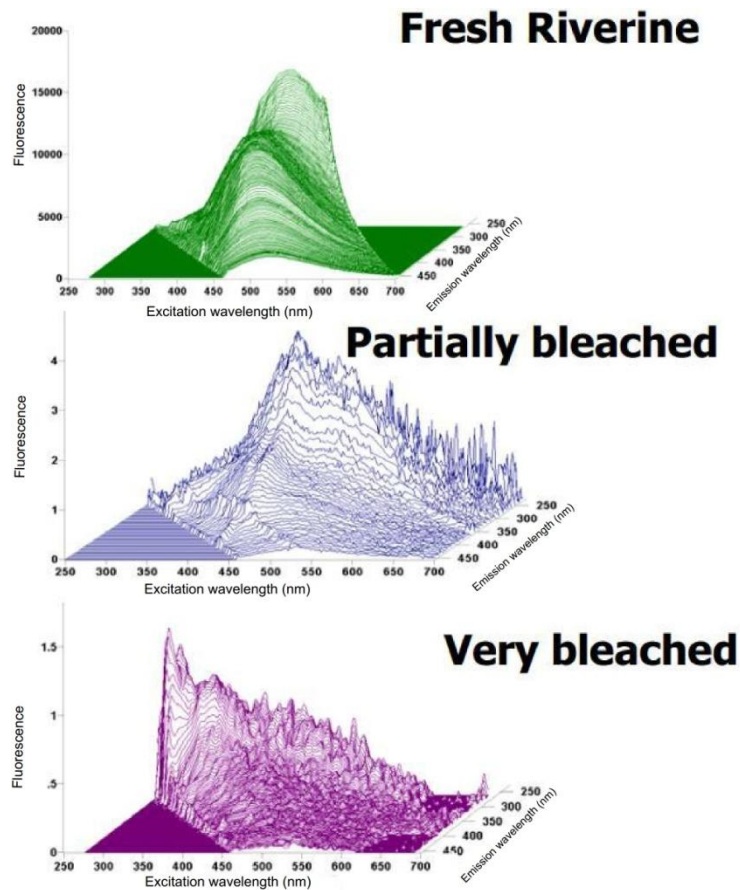 Fresh Riverine
20000
15000
10000
5000
0
Fluorescence
250 300 350 400 450 500 550 600 650 700
Excitation wavelength (nm)
250
300
350
400
450
Emission wavelength (nm)
Partially bleached
4
3
2
1
0
Fluorescence
250 300 350 400 450 500 550 600 650 700
Excitation wavelength (nm)
250
300
350
400
450
Emission wavelength (nm)
Very bleached
1.5
1
.5
0
Fluorescence
250 300 350 400 450 500 550 600 650 700
Excitation wavelength (nm)
250
300
350
400
450
Emission wavelength (nm)